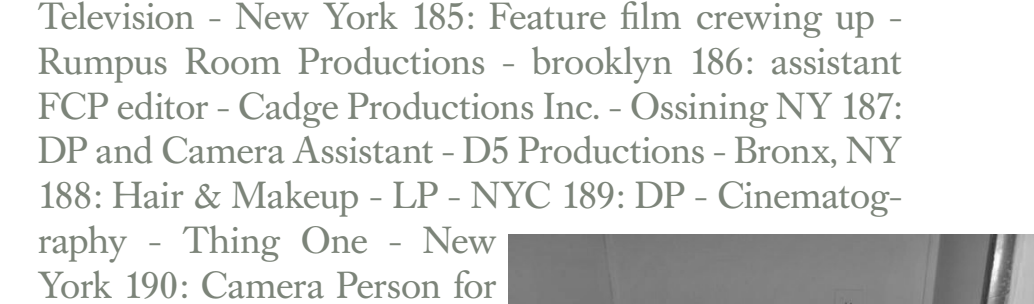 Television - New York 185: Feature film crewing up -
Rumpus Room Productions - brooklyn 186: assistant
FCP editor - Cadge Productions Inc. - Ossining NY 187:
DP and Camera Assistant - D5 Productions - Bronx, NY
188: Hair & Makeup - LP - NYC 189: DP - Cinematog-
raphy - Thing One - New
York 190: Camera Person for